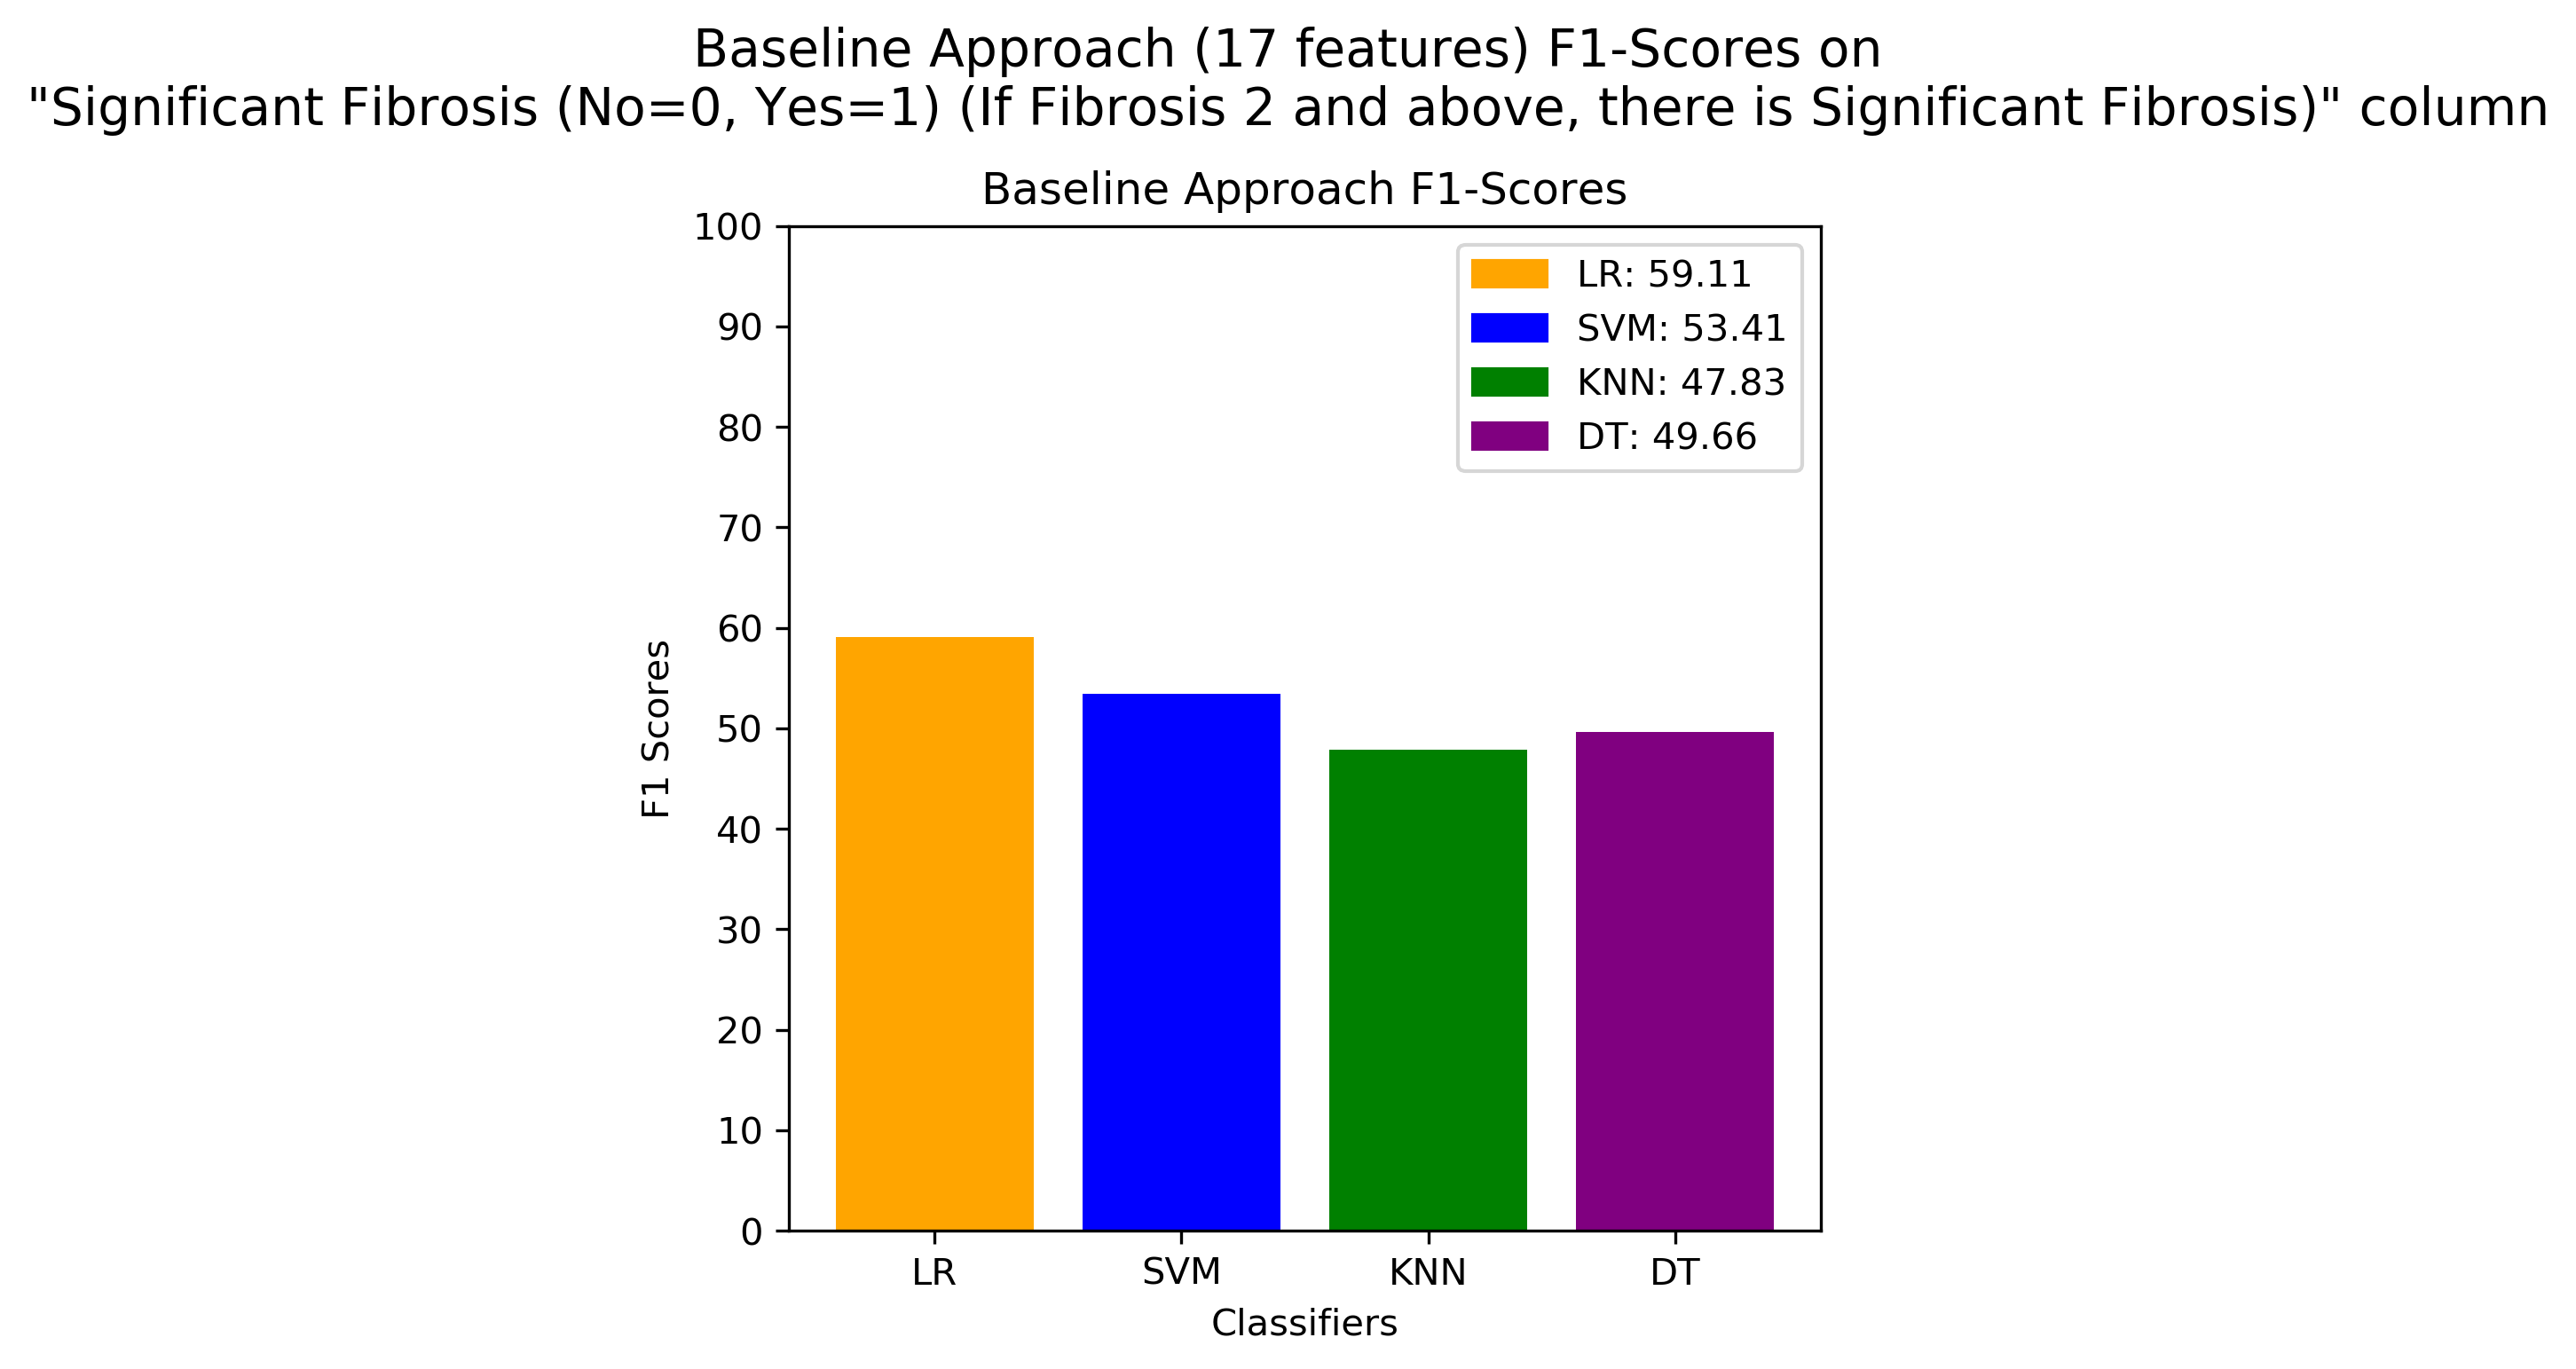 Baseline Approach (17 features) F1-Scores on
"Significant Fibrosis (No=0, Yes=1) (If Fibrosis 2 and above, there is Significant Fibrosis)" column
Baseline Approach F1-Scores
100
90
80
70
60
50
40
30
20
10
0
F1 Scores
LR: 59.11
SVM: 53.41
KNN: 47.83
DT: 49.66
LR SVM KNN DT
Classifiers